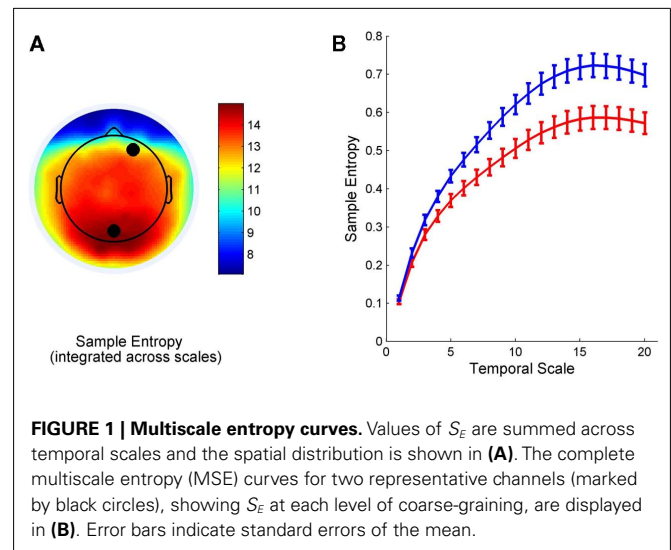 A
14
13
12
11
10
9
8
Sample Entropy
(integrated across scales)
B
0.8
0.7
0.6
0.5
0.4
0.3
0.2
0.1
0
5
10
15
20
Sample Entropy
Temporal Scale
FIGURE 1 | Multiscale entropy curves. Values of S_E are summed across
temporal scales and the spatial distribution is shown in (A). The complete
multiscale entropy (MSE) curves for two representative channels (marked
by black circles), showing S_E at each level of coarse-graining, are displayed
in (B). Error bars indicate standard errors of the mean.